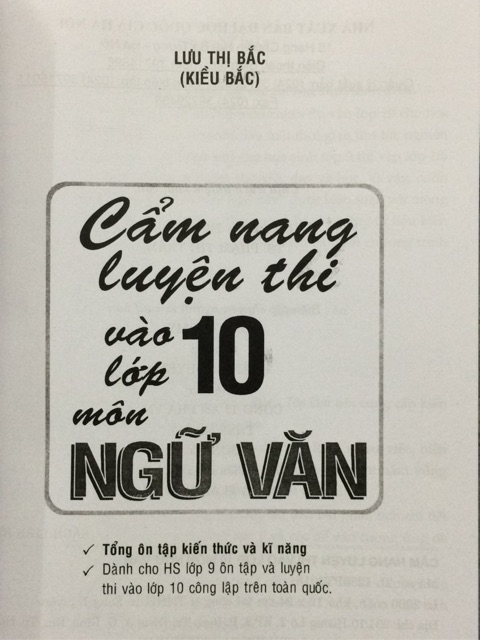 LƯU THỊ BẮC
(KIỀU BẮC)
Cẩm nang
luyện thi
vào
lớp 10
môn
NGỮ VĂN
✓ Tổng ôn tập kiến thức và kĩ năng
✓ Dành cho HS lớp 9 ôn tập và luyện
thi vào lớp 10 công lập trên toàn quốc.